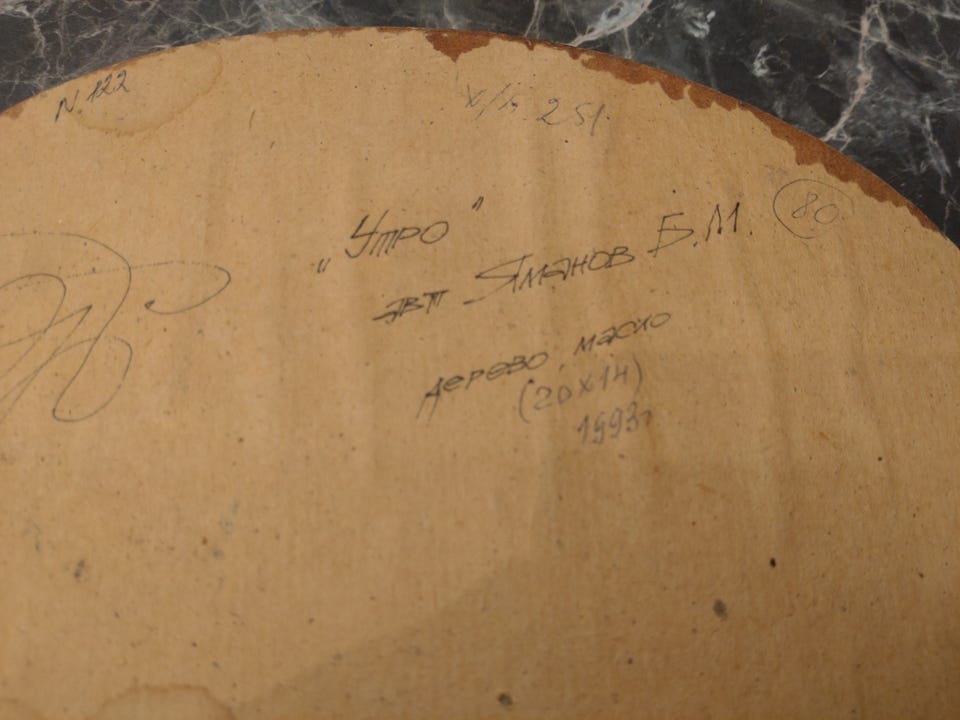 N.122
х/п 251.
80
„Утро"
авт Яманов Б.М.
дерево, масло
(20х14)
1993г